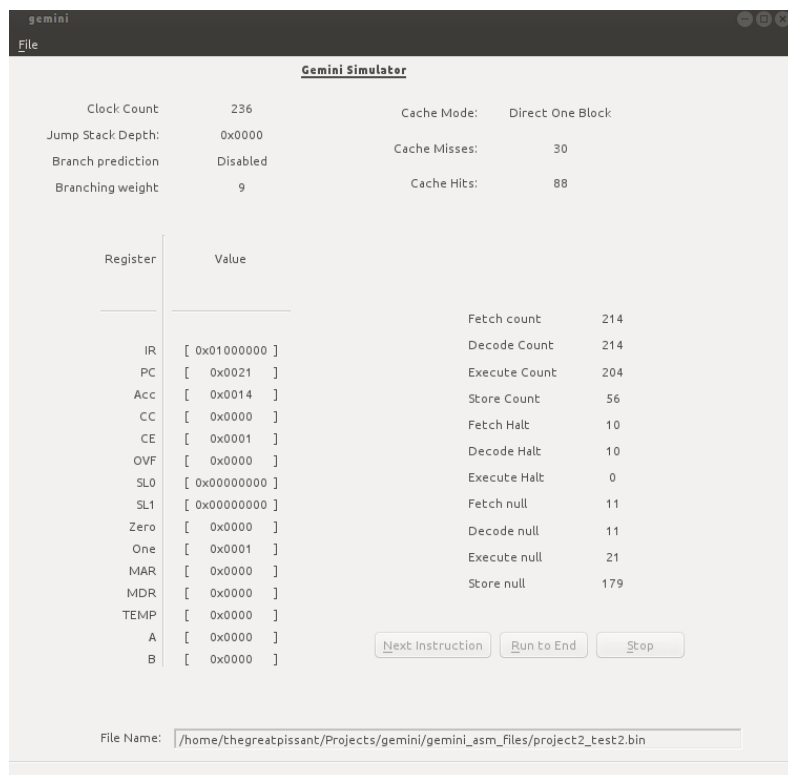 gemini
File
Gemini Simulator
Clock Count 236
Jump Stack Depth: 0x0000
Branch prediction Disabled
Branching weight 9
Cache Mode: Direct One Block
Cache Misses: 30
Cache Hits: 88
Register Value
IR [ 0x01000000 ]
PC [ 0x0021 ]
Acc [ 0x0014 ]
CC [ 0x0000 ]
CE [ 0x0001 ]
OVF [ 0x0000 ]
SL0 [ 0x00000000 ]
SL1 [ 0x00000000 ]
Zero [ 0x0000 ]
One [ 0x0001 ]
MAR [ 0x0000 ]
MDR [ 0x0000 ]
TEMP [ 0x0000 ]
A [ 0x0000 ]
B [ 0x0000 ]
Fetch count 214
Decode Count 214
Execute Count 204
Store Count 56
Fetch Halt 10
Decode Halt 10
Execute Halt 0
Fetch null 11
Decode null 11
Execute null 21
Store null 179
Next Instruction Run to End Stop
File Name: /home/thegreatpissant/Projects/gemini/gemini_asm_files/project2_test2.bin